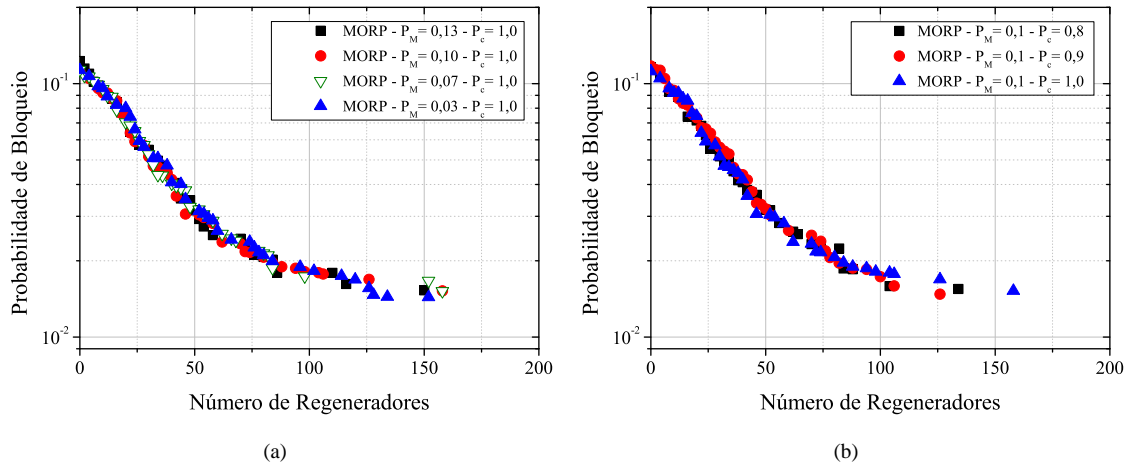 MORP - P_M = 0,13 - P_c = 1,0
MORP - P_M = 0,10 - P_c = 1,0
MORP - P_M = 0,07 - P_c = 1,0
MORP - P_M = 0,03 - P_c = 1,0
10^-1
10^-2
Probabilidade de Bloqueio
0 50 100 150 200
Número de Regeneradores
(a)
MORP - P_M = 0,1 - P_c = 0,8
MORP - P_M = 0,1 - P_c = 0,9
MORP - P_M = 0,1 - P_c = 1,0
10^-1
10^-2
Probabilidade de Bloqueio
0 50 100 150 200
Número de Regeneradores
(b)